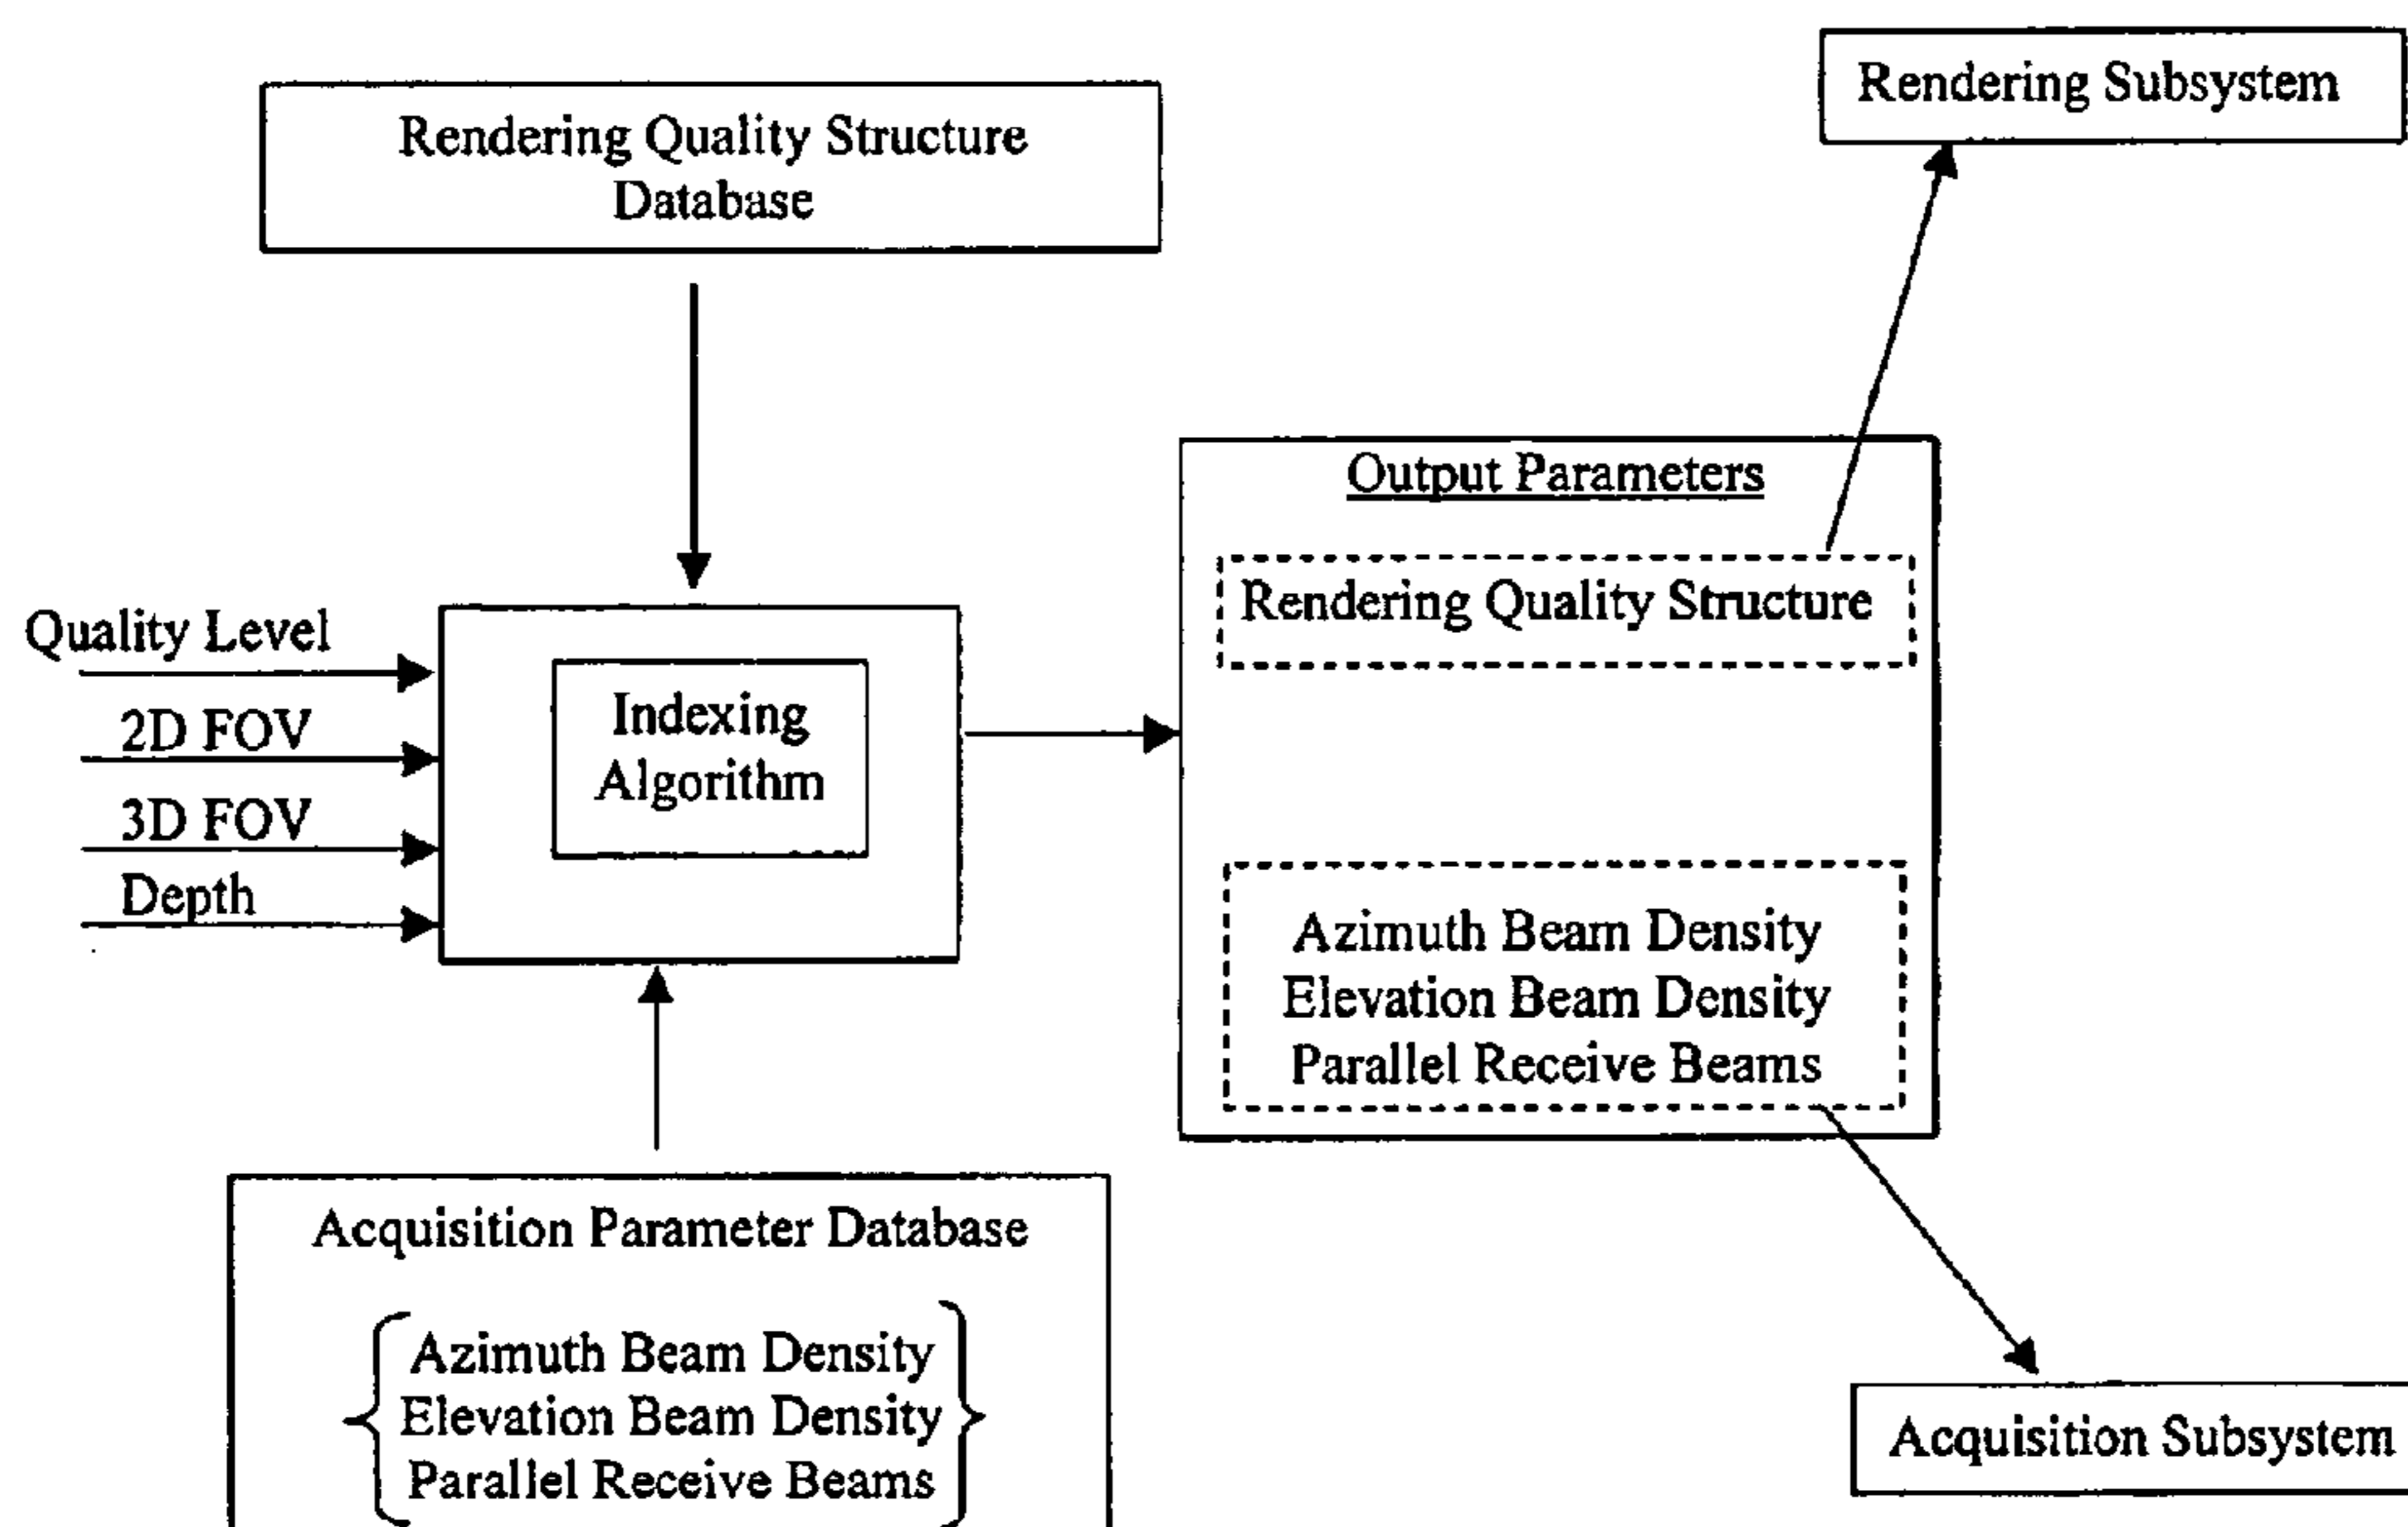 Rendering Subsystem
Rendering Quality Structure
Database
Output Parameters
Rendering Quality Structure
Quality Level
2D FOV
3D FOV
Depth
Indexing
Algorithm
Azimuth Beam Density
Elevation Beam Density
Parallel Receive Beams
Acquisition Parameter Database
Azimuth Beam Density
Elevation Beam Density
Parallel Receive Beams
Acquisition Subsystem